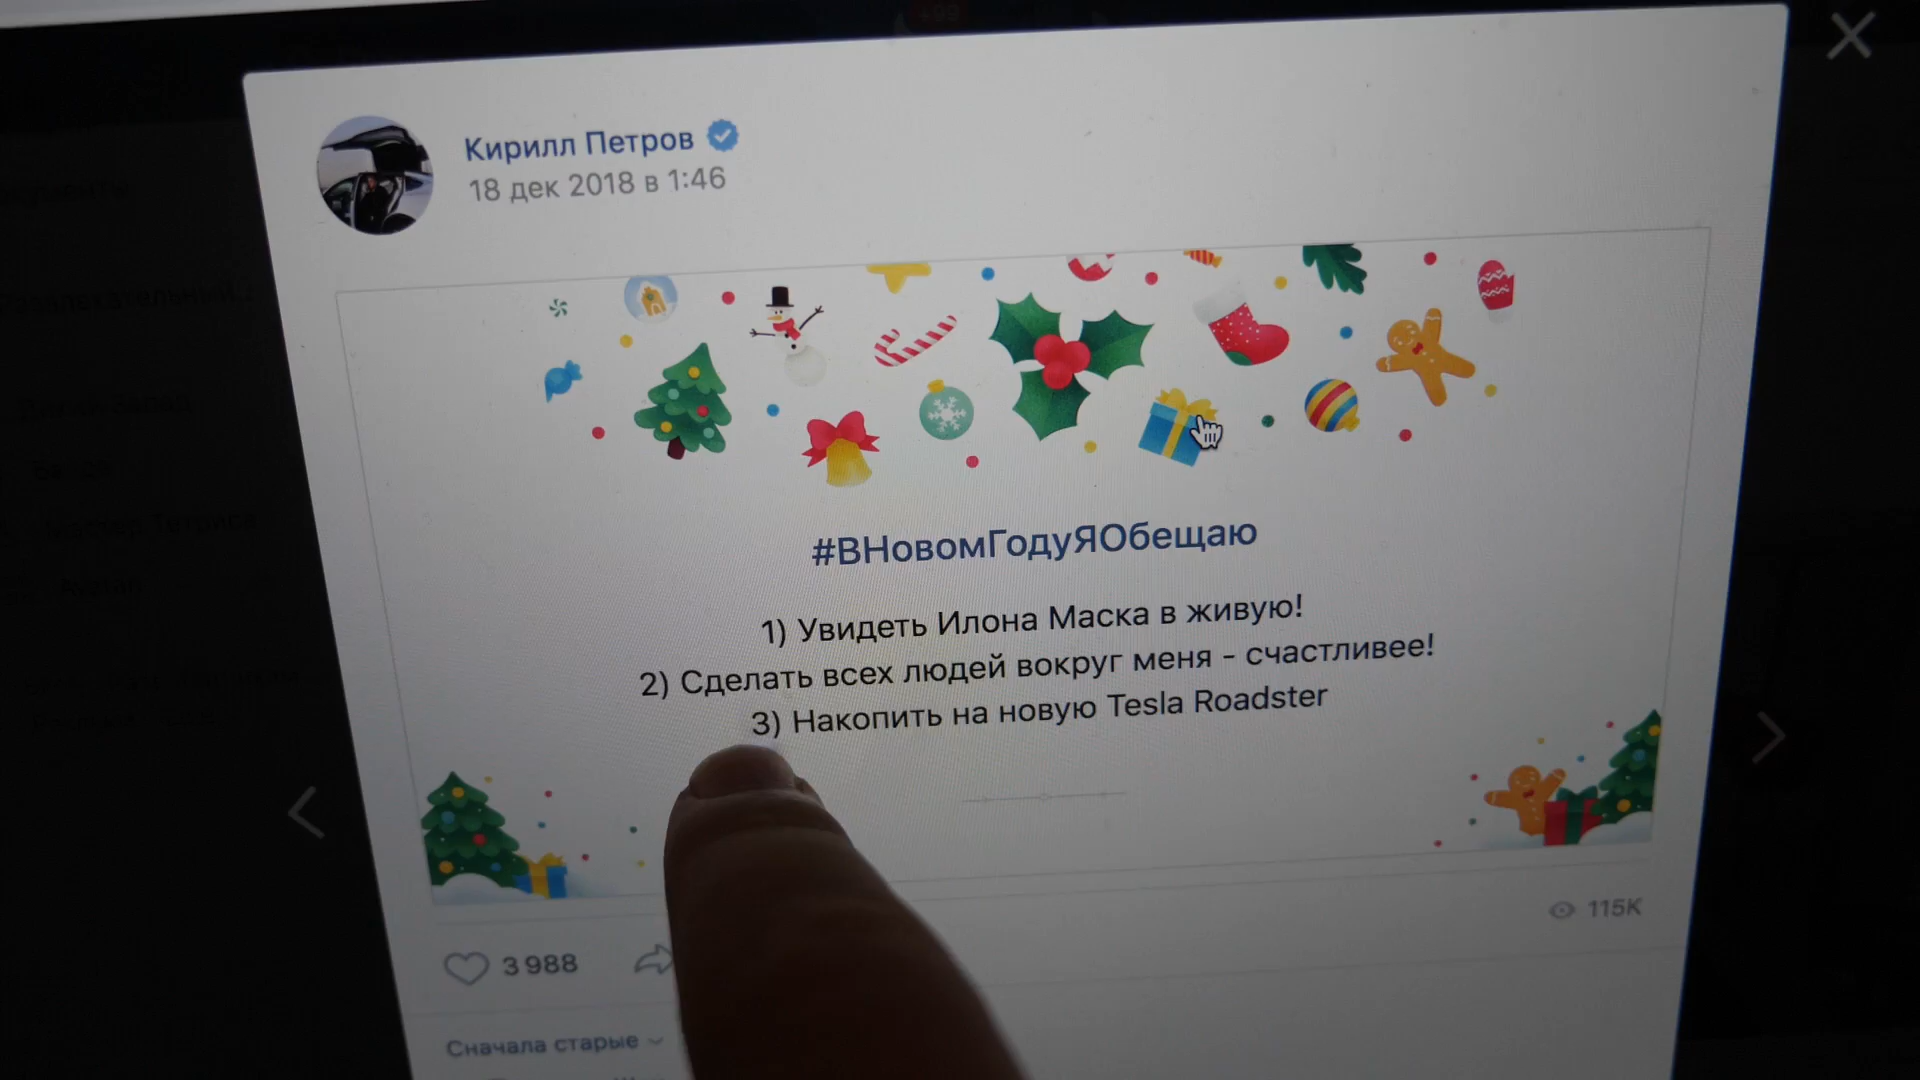 Кирилл Петров
18 дек 2018 в 1:46
#ВНовомГодуЯОбещаю
1) Увидеть Илона Маска в живую!
2) Сделать всех людей вокруг меня - счастливее!
3) Накопить на новую Tesla Roadster
115K
3 988
Сначала старые